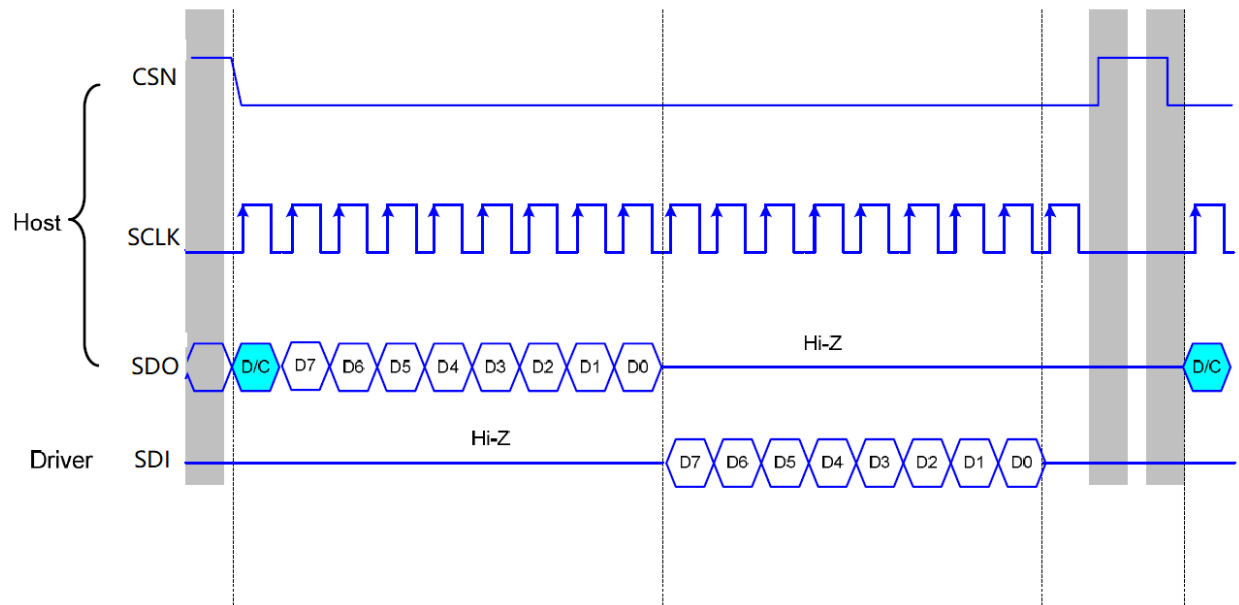 CSN
Host
SCLK
SDO D/C D7 D6 D5 D4 D3 D2 D1 D0 Hi-Z D/C
Hi-Z
Driver SDI D7 D6 D5 D4 D3 D2 D1 D0